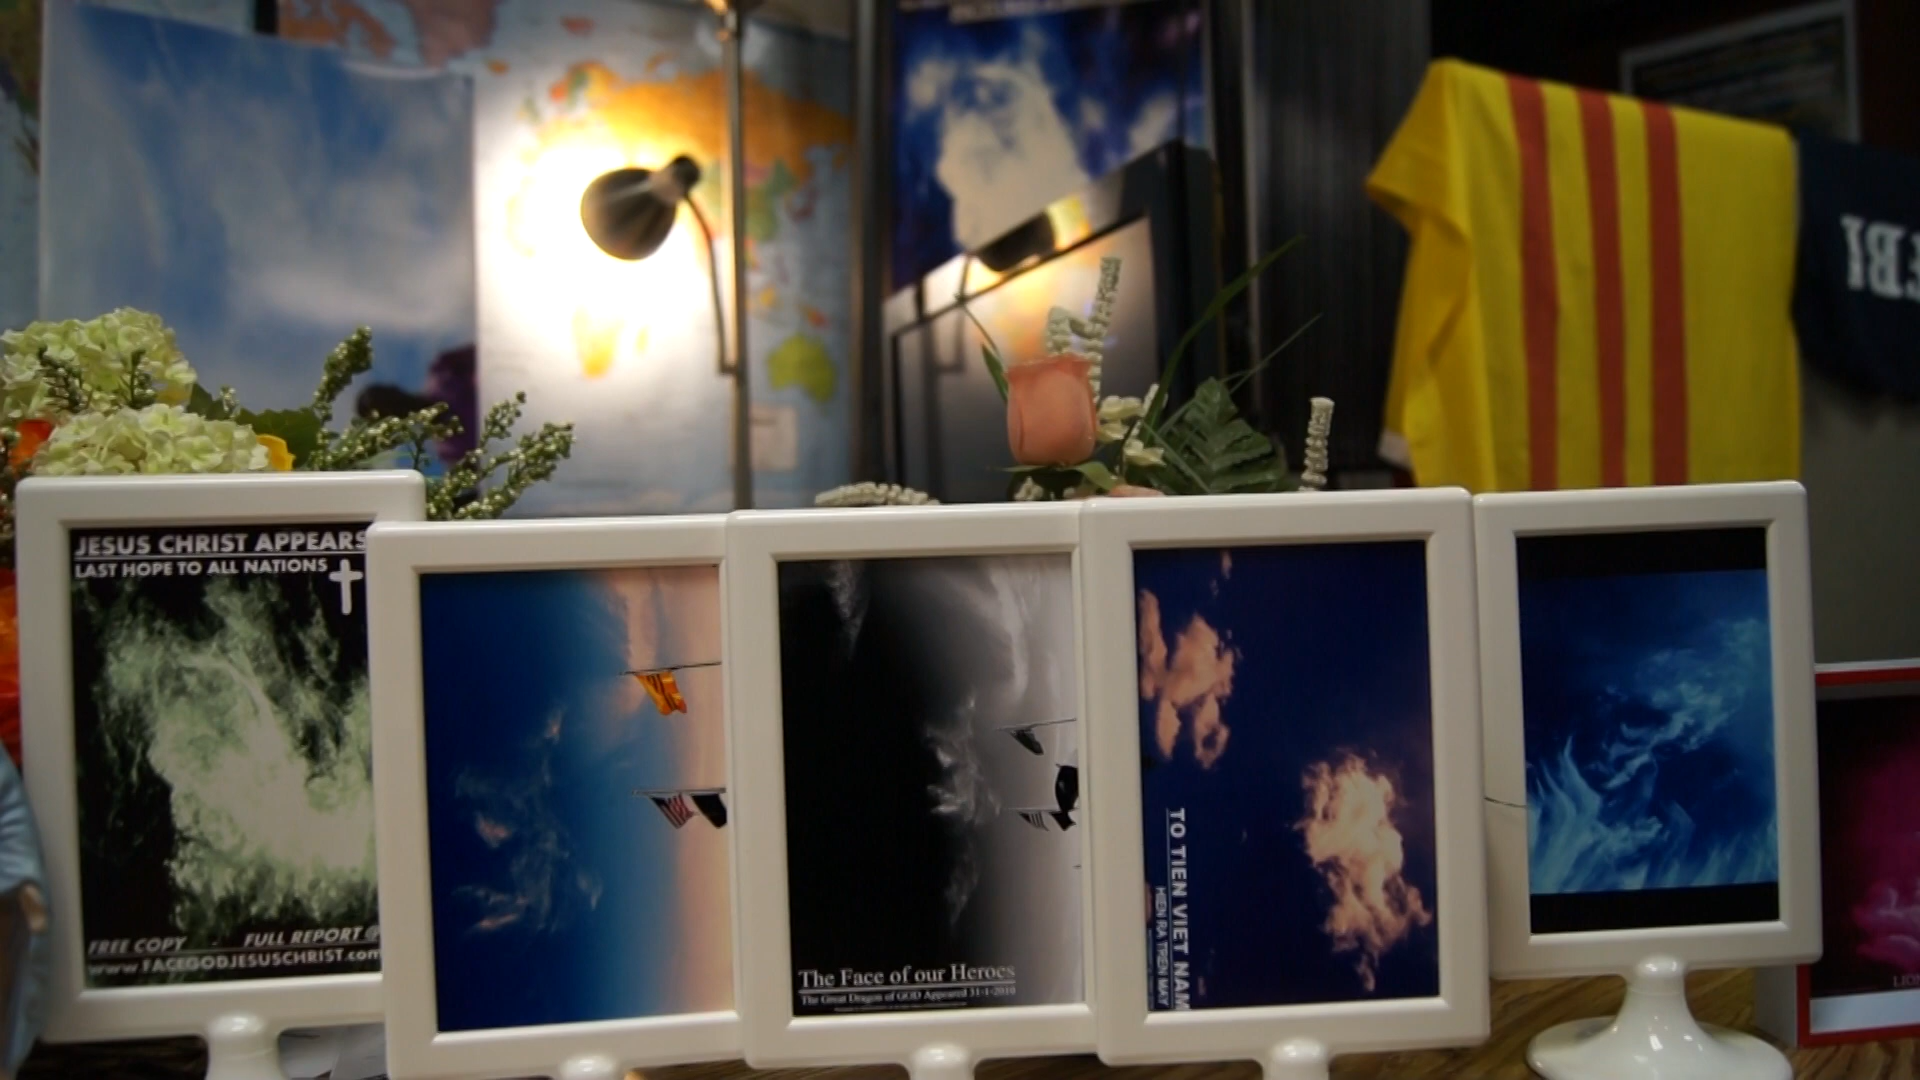 JESUS CHRIST APPEARS
LAST HOPE TO ALL NATIONS
FREE COPY FULL REPORT @
www.FACEGODJESUSCHRIST.com
The Face of our Heroes
The Great Dragon of GOD Appeared 31-1-2010
TO TIEN VIET NAM
HIEN RA TREN MAY